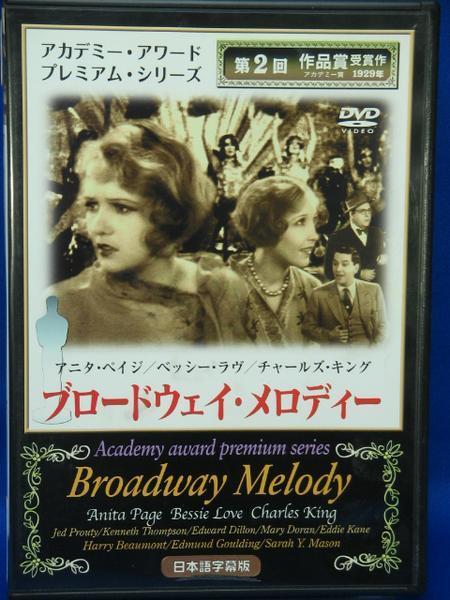 アカデミー・アワード
プレミアム・シリーズ
第2回
作品賞受賞作
アカデミー賞 1929年
DVD
VIDEO
アニタ・ペイジ/ベッシー・ラヴ/チャールズ・キング
ブロードウェイ・メロディー
Academy award premium series
Broadway Melody
Anita Page Bessie Love Charles King
Jed Prouty/Kenneth Thompson/Edward Dillon/Mary Doran/Eddie Kane
Harry Beaumont/Edmund Goulding/Sarah Y. Mason
日本語字幕版